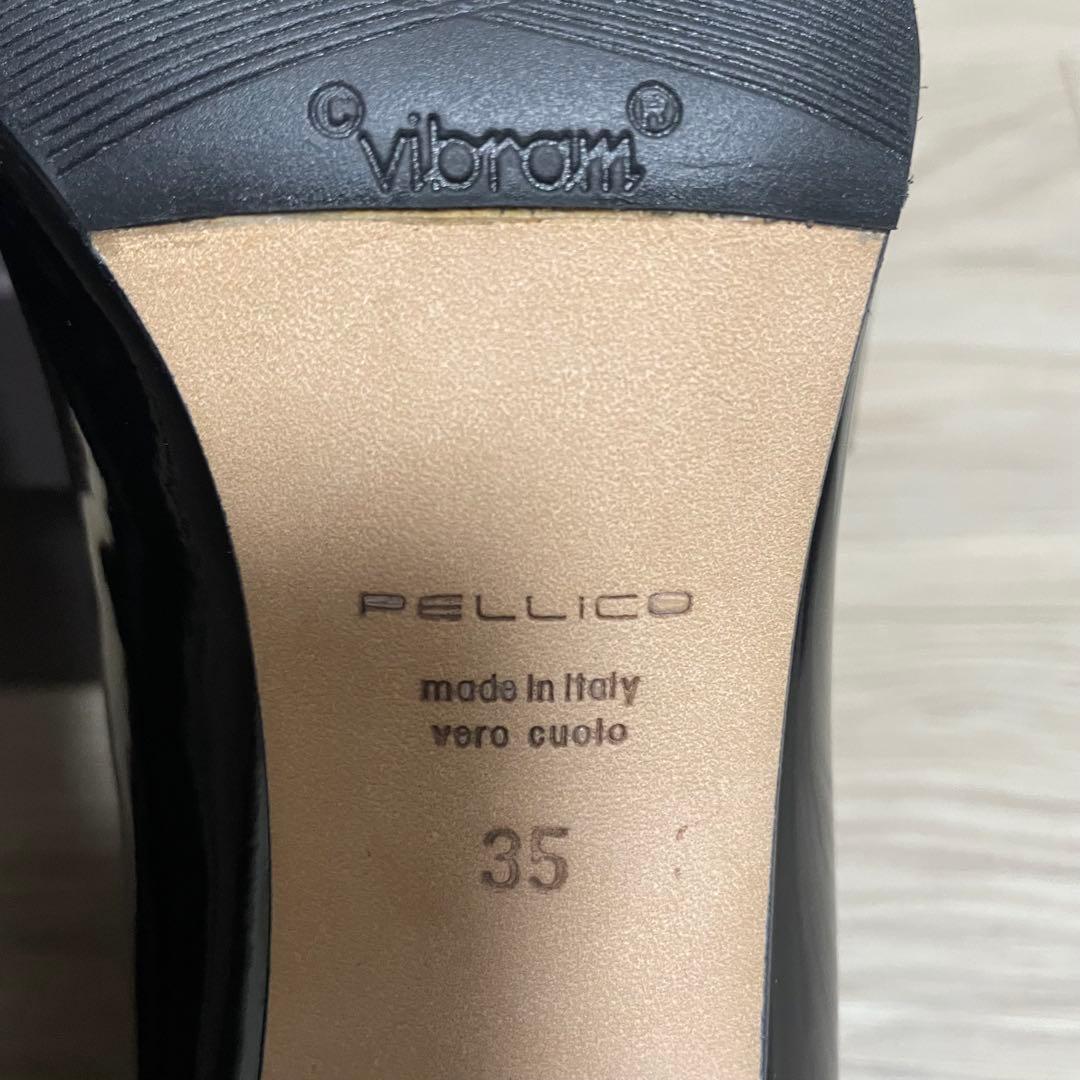 © vibram ®
PELLiCO
made in Italy
vero cuoio
35